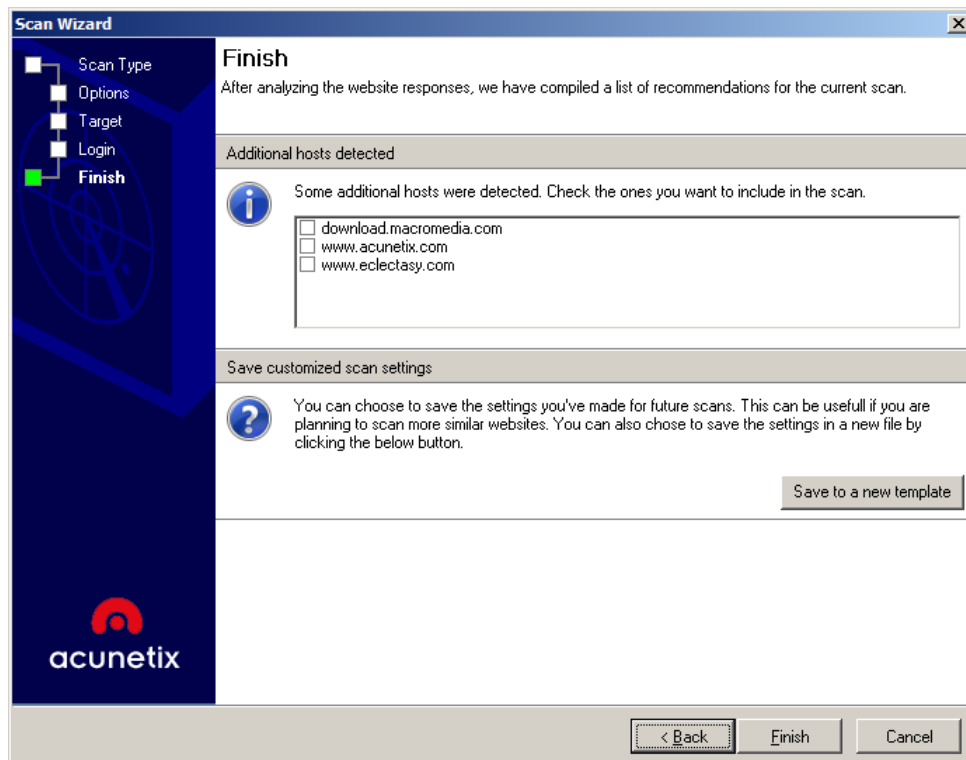 Scan Wizard
Scan Type
Options
Target
Login
Finish
Finish
After analyzing the website responses, we have compiled a list of recommendations for the current scan.
Additional hosts detected
Some additional hosts were detected. Check the ones you want to include in the scan.
download.macromedia.com
www.acunetix.com
www.eclectasy.com
Save customized scan settings
You can choose to save the settings you've made for future scans. This can be usefull if you are
planning to scan more similar websites. You can also chose to save the settings in a new file by
clicking the below button.
Save to a new template
acunetix
< Back
Finish
Cancel